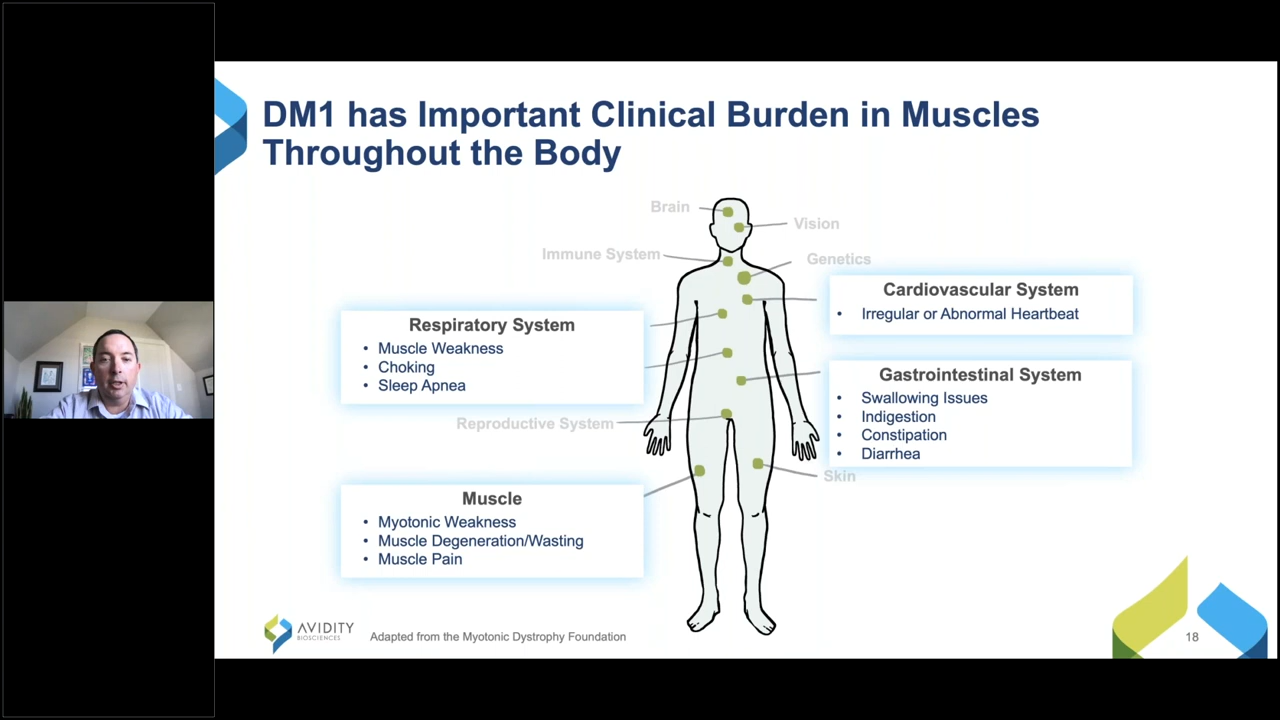 DM1 has Important Clinical Burden in Muscles
Throughout the Body
Brain
Vision
Immune System
Genetics
Cardiovascular System
• Irregular or Abnormal Heartbeat
Respiratory System
• Muscle Weakness
• Choking
• Sleep Apnea
Gastrointestinal System
• Swallowing Issues
• Indigestion
• Constipation
• Diarrhea
Reproductive System
Skin
Muscle
• Myotonic Weakness
• Muscle Degeneration/Wasting
• Muscle Pain
AVIDITY
BIOSCIENCES
Adapted from the Myotonic Dystrophy Foundation
18